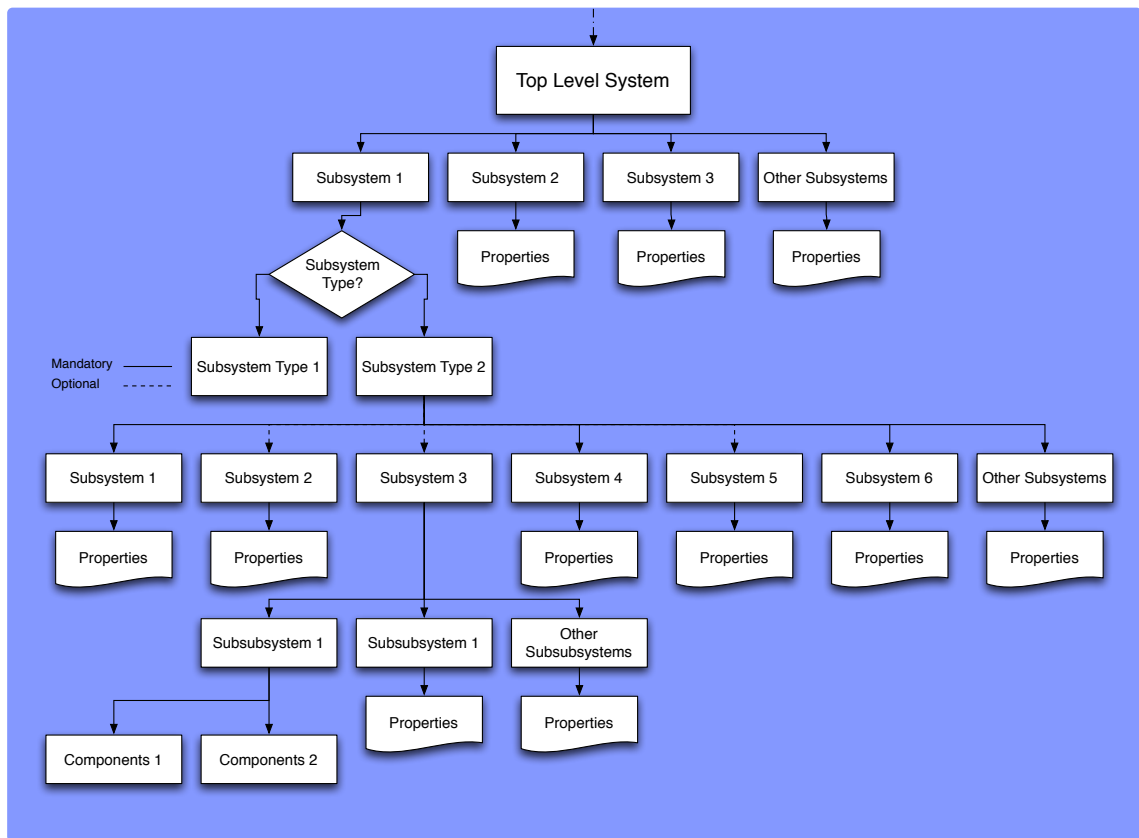 Top Level System
Subsystem 1
Subsystem 2
Subsystem 3
Other Subsystems
Subsystem
Type?
Properties
Properties
Properties
Mandatory
Optional
Subsystem Type 1
Subsystem Type 2
Subsystem 1
Subsystem 2
Subsystem 3
Subsystem 4
Subsystem 5
Subsystem 6
Other Subsystems
Properties
Properties
Properties
Properties
Properties
Properties
Subsubsystem 1
Subsubsystem 1
Other
Subsubsystems
Properties
Properties
Components 1
Components 2